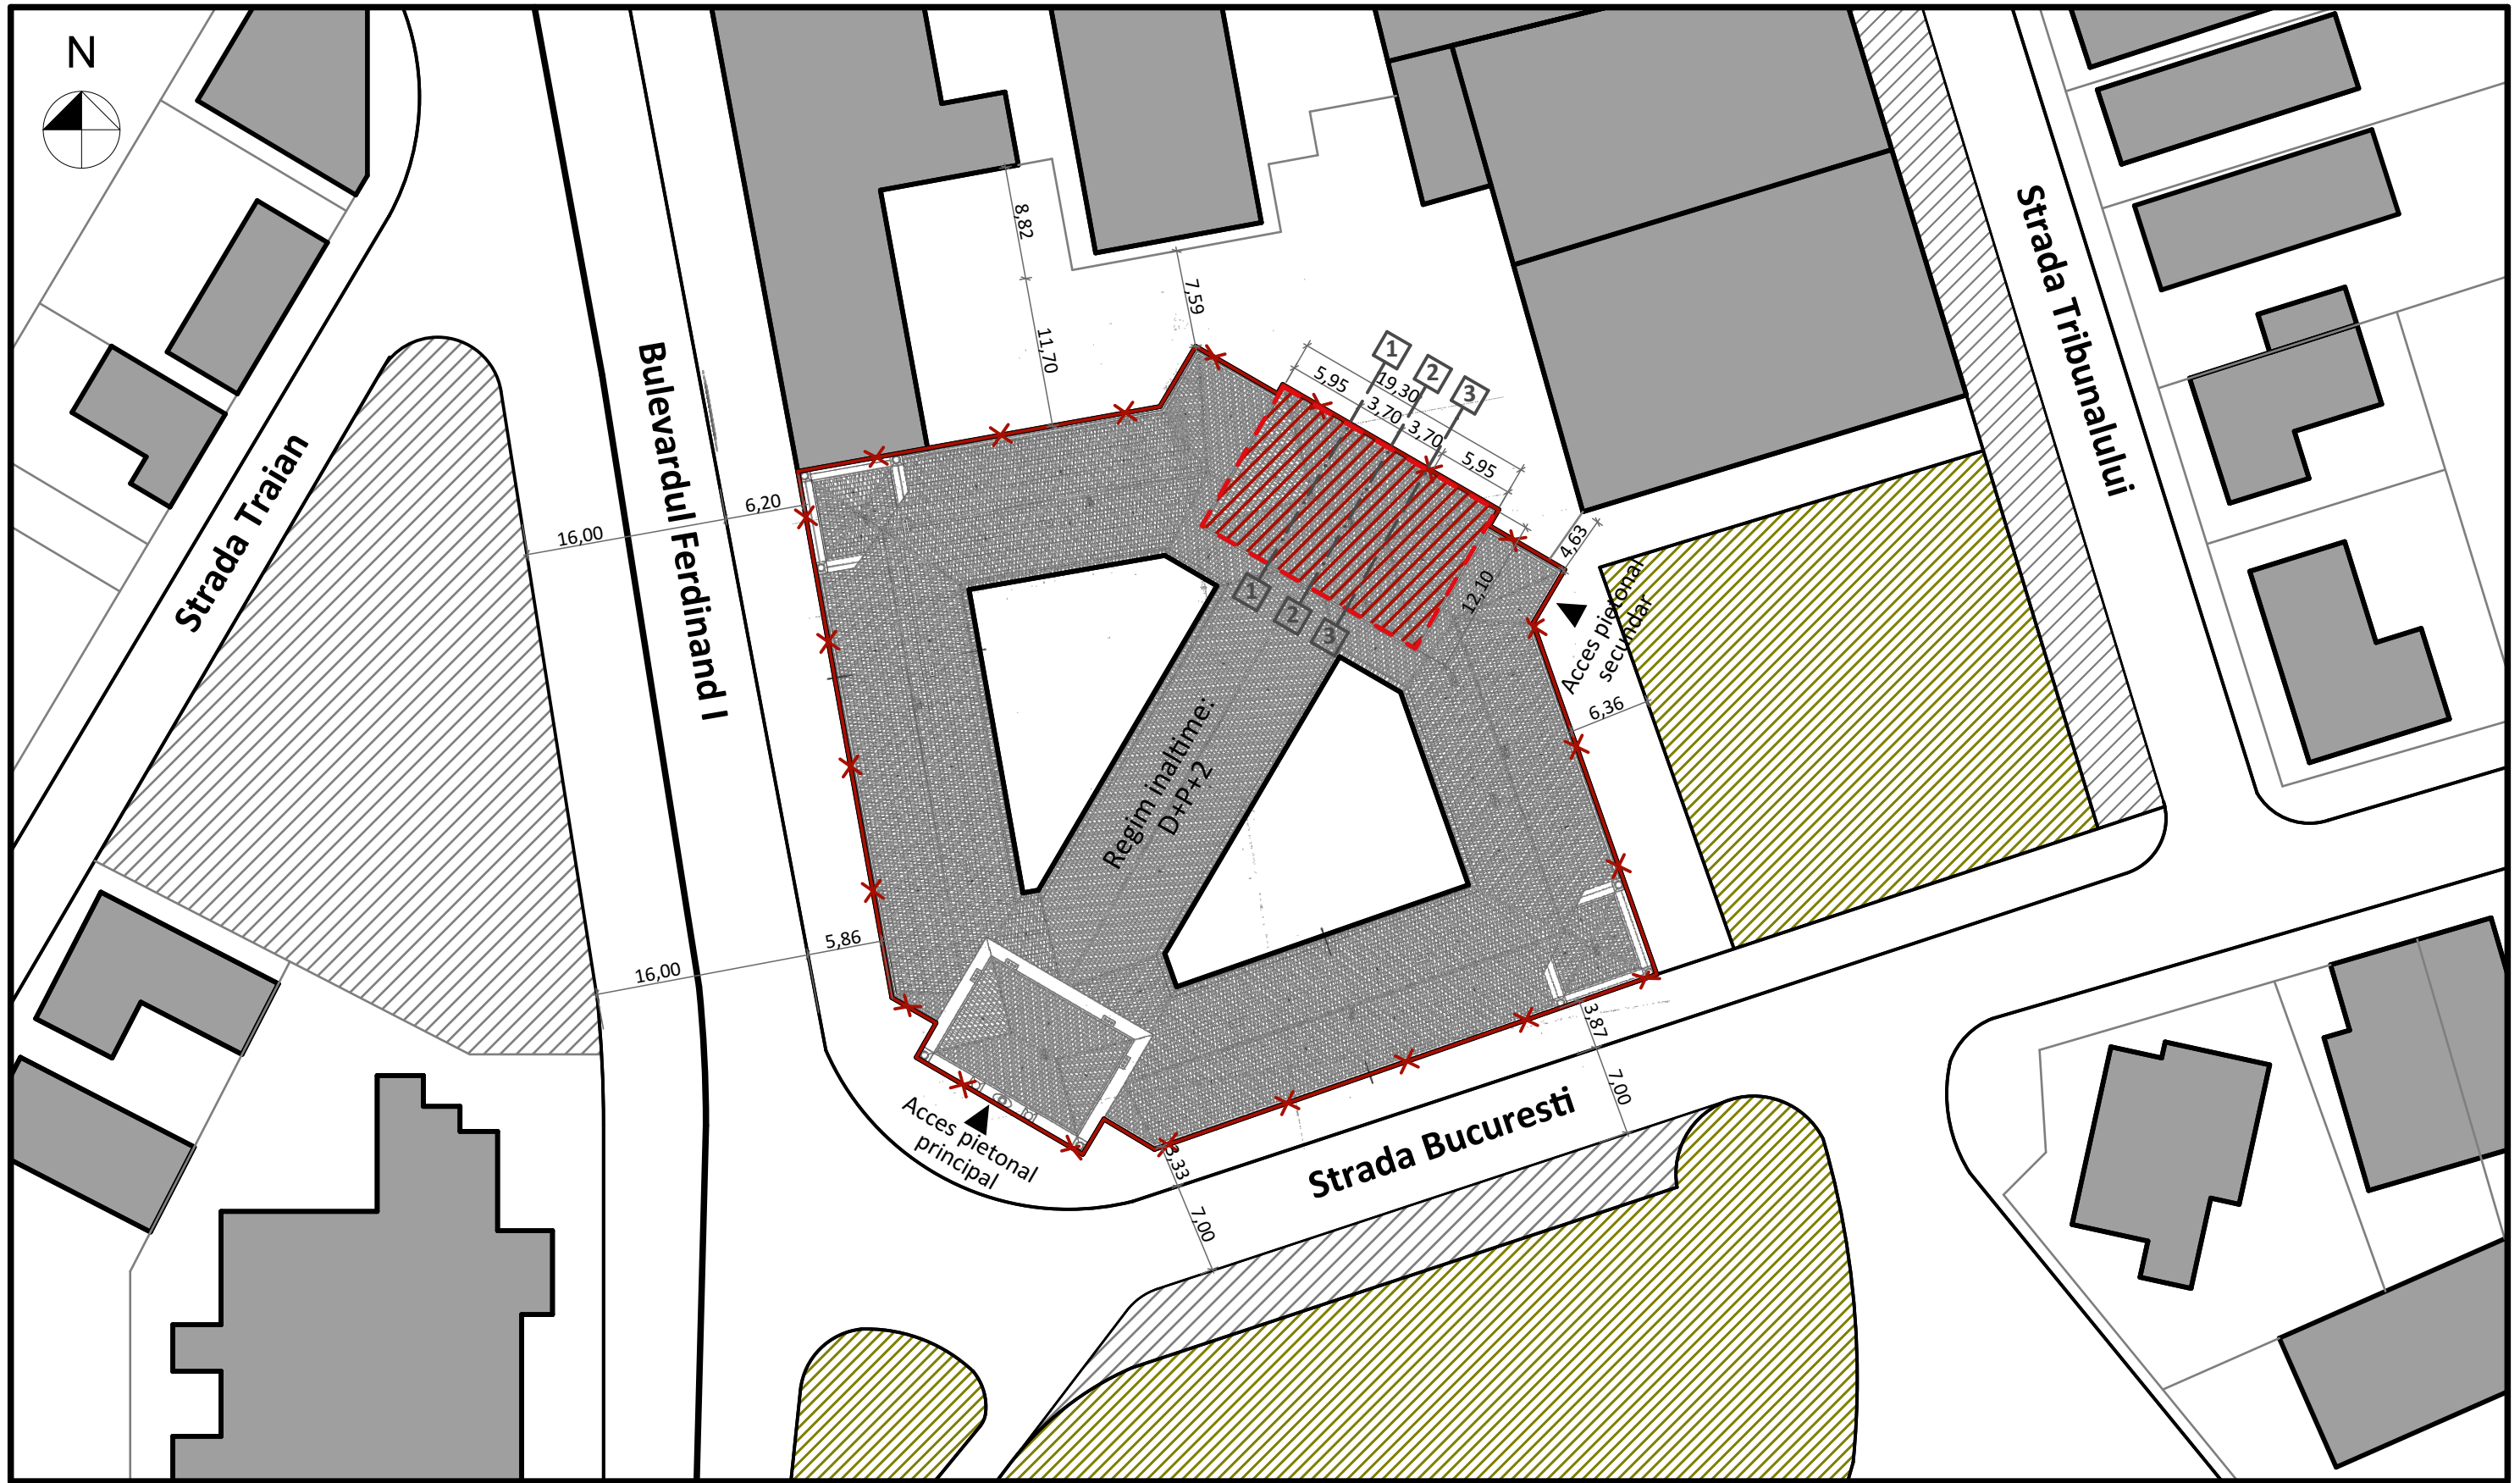 N
8,82
7,59
11,70
1
2
3
5,95
19,30
3,70
3,70
5,95
4,63
6,20
16,00
Strada Traian
Bulevardul Ferdinand I
Strada Tribunalului
1
2
3
12,10
Acces pietonal
secundar
6,36
Regim inaltime:
D+P+2
5,86
16,00
3,87
7,00
Acces pietonal
principal
Strada Bucuresti
3,33
7,00